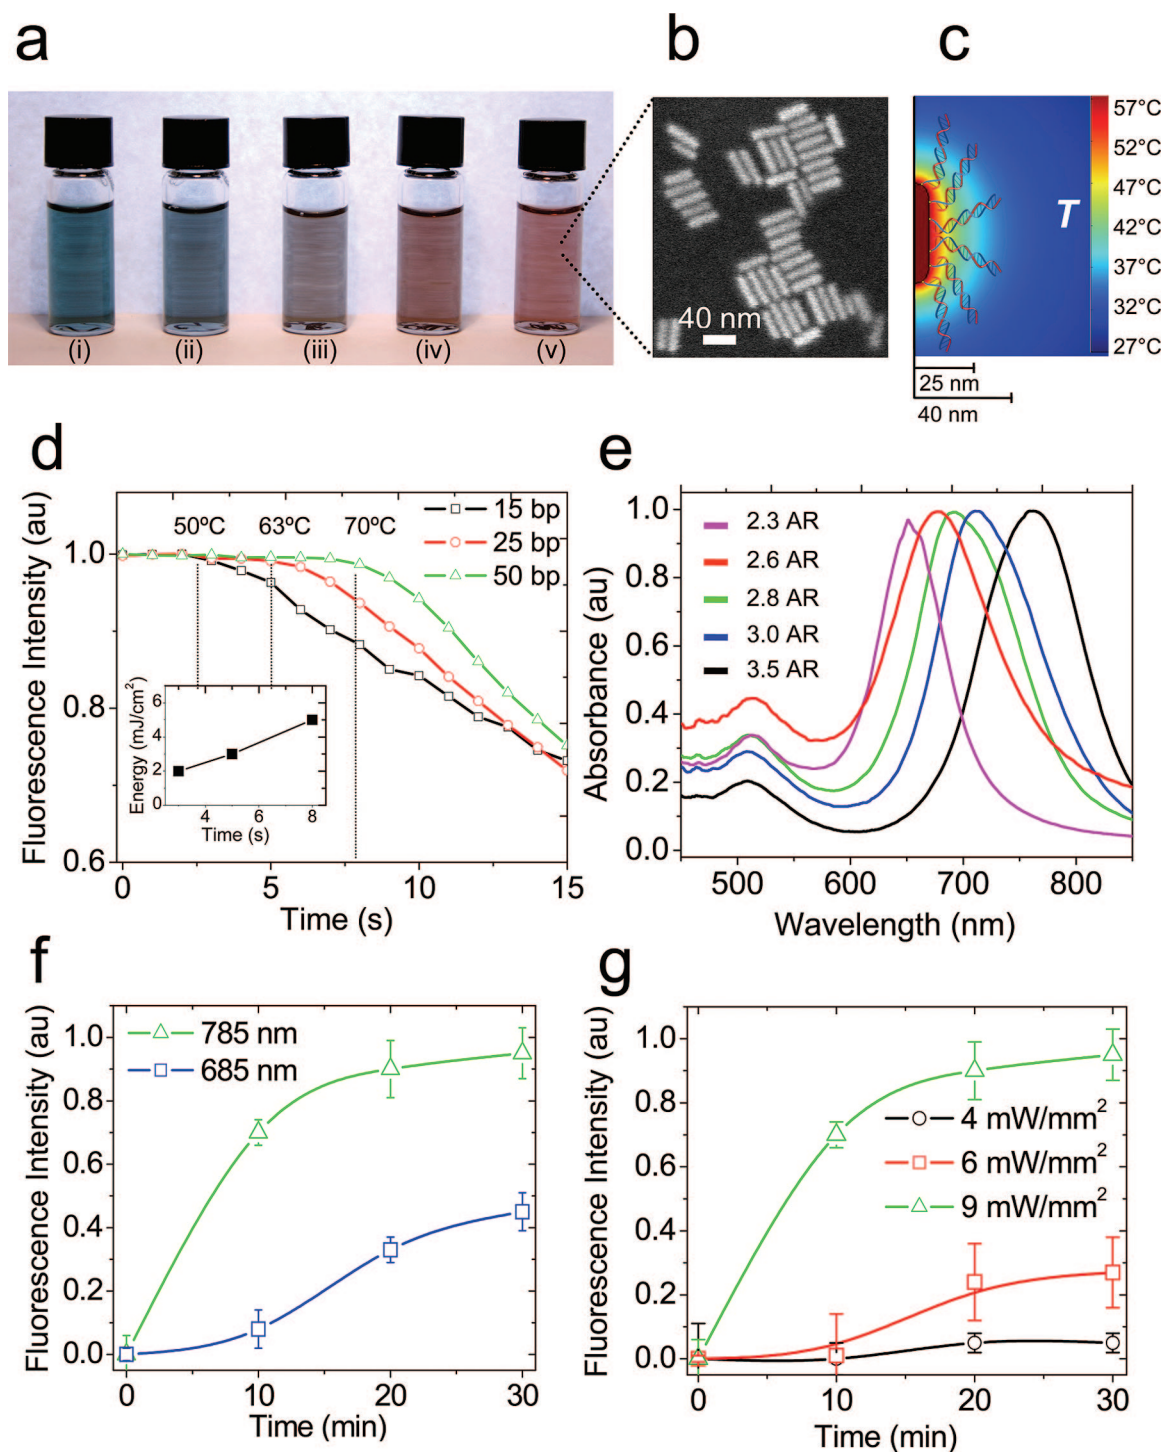 a
(i) (ii) (iii) (iv) (v)
b
40 nm
c
T
57°C
52°C
47°C
42°C
37°C
32°C
27°C
25 nm
40 nm
d
Fluorescence Intensity (au)
1.0
0.8
0.6
50ºC 63ºC 70ºC
15 bp
25 bp
50 bp
Energy (mJ/cm²)
6
4
2
0
4 6 8
Time (s)
0 5 10 15
Time (s)
e
Absorbance (au)
1.0
0.8
0.6
0.4
0.2
0.0
2.3 AR
2.6 AR
2.8 AR
3.0 AR
3.5 AR
500 600 700 800
Wavelength (nm)
f
Fluorescence Intensity (au)
1.0
0.8
0.6
0.4
0.2
0.0
785 nm
685 nm
0 10 20 30
Time (min)
g
Fluorescence Intensity (au)
1.0
0.8
0.6
0.4
0.2
0.0
4 mW/mm²
6 mW/mm²
9 mW/mm²
0 10 20 30
Time (min)